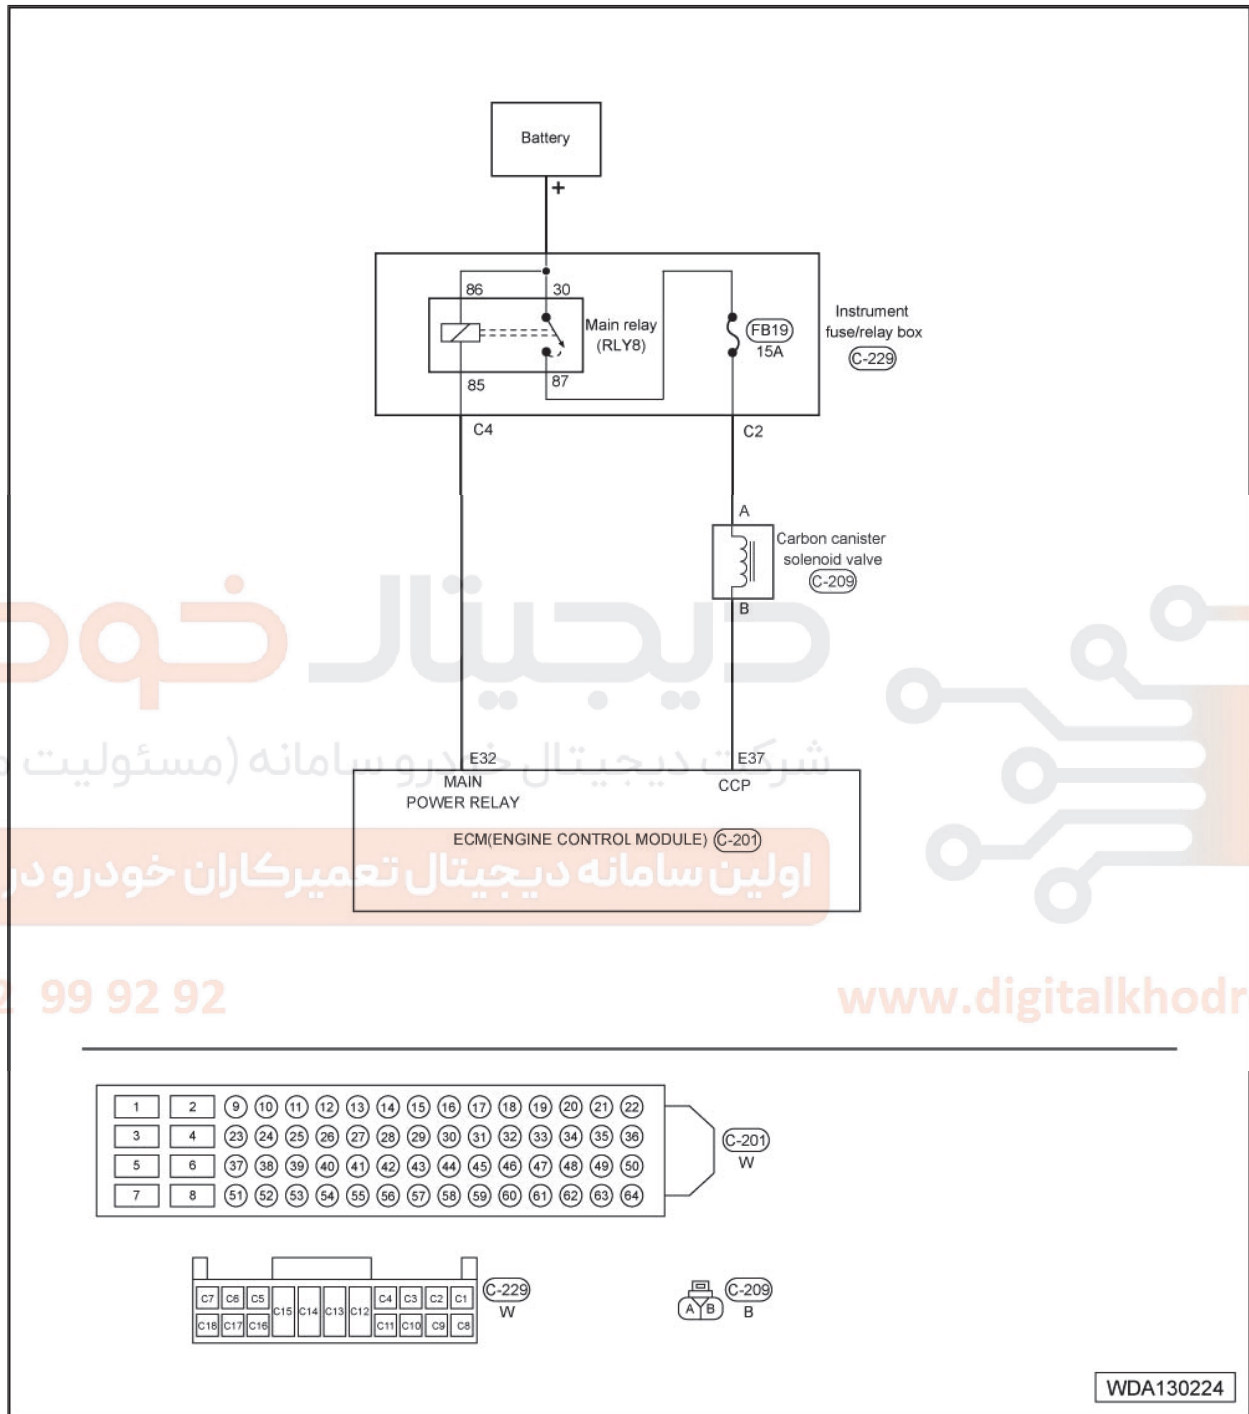 Battery
+
86 30
Main relay
(RLY8)
FB19
15A
Instrument
fuse/relay box
C-229
85 87
C4 C2
A
Carbon canister
solenoid valve
C-209
B
دیجیتال خود
شرکت دیجیتال خودرو سامانه (مسئولیت
E32 E37
MAIN
POWER RELAY
CCP
ECM(ENGINE CONTROL MODULE) C-201
اولین سامانه دیجیتال تعمیرکاران خودرو در
2 99 92 92
www.digitalkhodr
1 2 9 10 11 12 13 14 15 16 17 18 19 20 21 22
3 4 23 24 25 26 27 28 29 30 31 32 33 34 35 36
5 6 37 38 39 40 41 42 43 44 45 46 47 48 49 50
7 8 51 52 53 54 55 56 57 58 59 60 61 62 63 64
C-201
W
C7 C6 C5 C15 C14 C13 C12 C4 C3 C2 C1
C18 C17 C16 C11 C10 C9 C8
C-229
W
A B
C-209
B
WDA130224